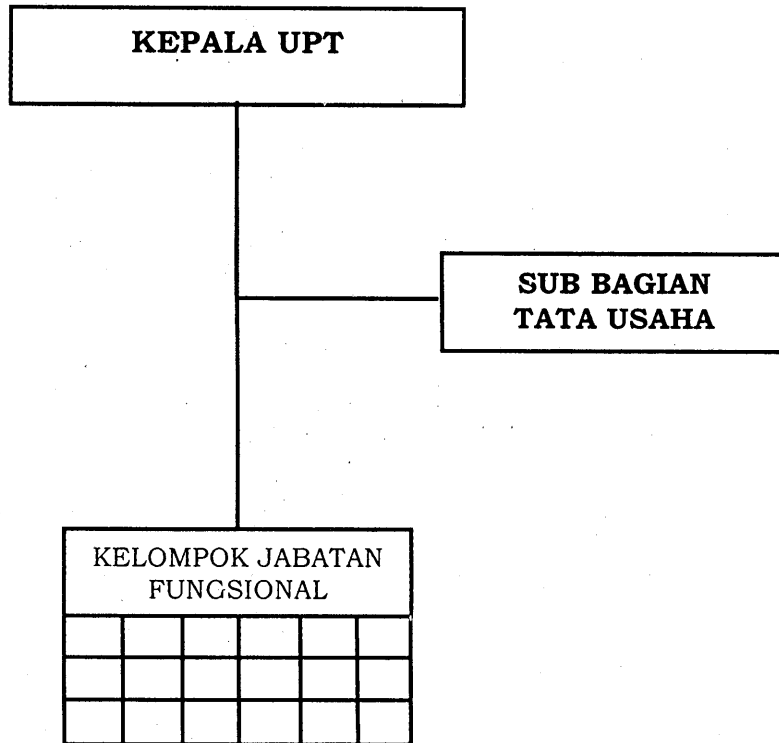 KEPALA UPT
SUB BAGIAN
TATA USAHA
KELOMPOK JABATAN
FUNGSIONAL